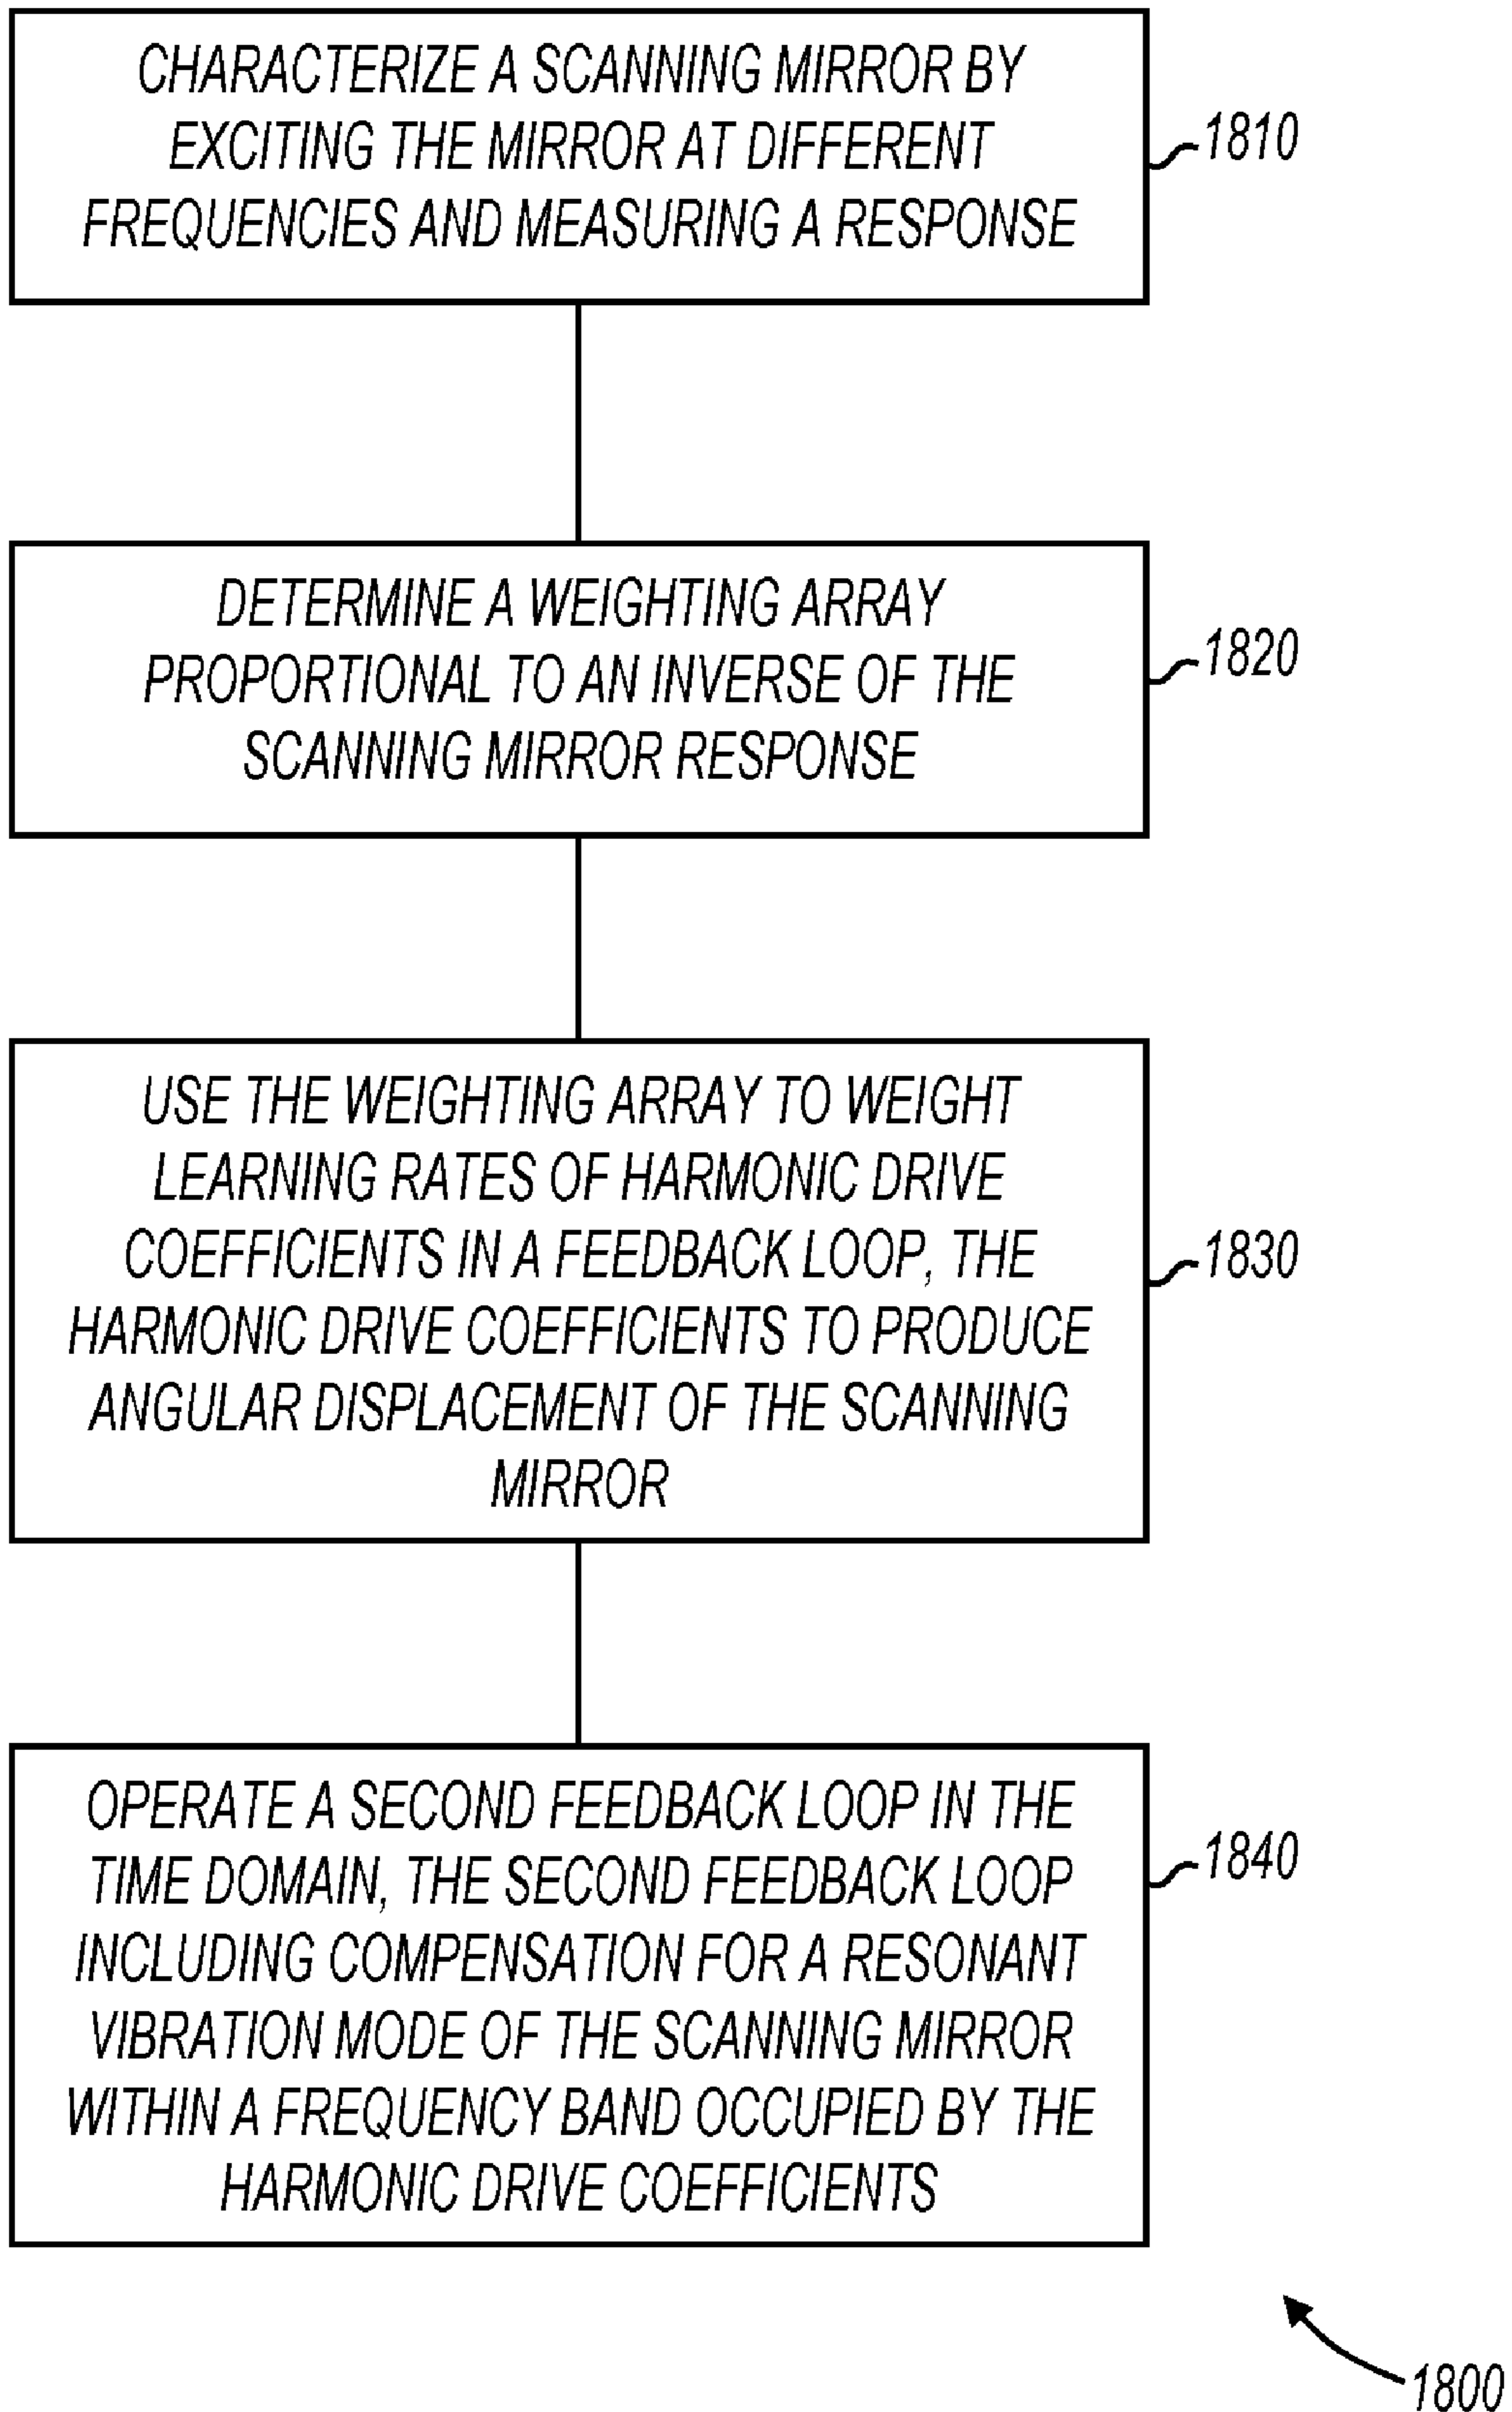 CHARACTERIZE A SCANNING MIRROR BY
EXCITING THE MIRROR AT DIFFERENT
FREQUENCIES AND MEASURING A RESPONSE
1810
DETERMINE A WEIGHTING ARRAY
PROPORTIONAL TO AN INVERSE OF THE
SCANNING MIRROR RESPONSE
1820
USE THE WEIGHTING ARRAY TO WEIGHT
LEARNING RATES OF HARMONIC DRIVE
COEFFICIENTS IN A FEEDBACK LOOP, THE
HARMONIC DRIVE COEFFICIENTS TO PRODUCE
ANGULAR DISPLACEMENT OF THE SCANNING
MIRROR
1830
OPERATE A SECOND FEEDBACK LOOP IN THE
TIME DOMAIN, THE SECOND FEEDBACK LOOP
INCLUDING COMPENSATION FOR A RESONANT
VIBRATION MODE OF THE SCANNING MIRROR
WITHIN A FREQUENCY BAND OCCUPIED BY THE
HARMONIC DRIVE COEFFICIENTS
1840
1800